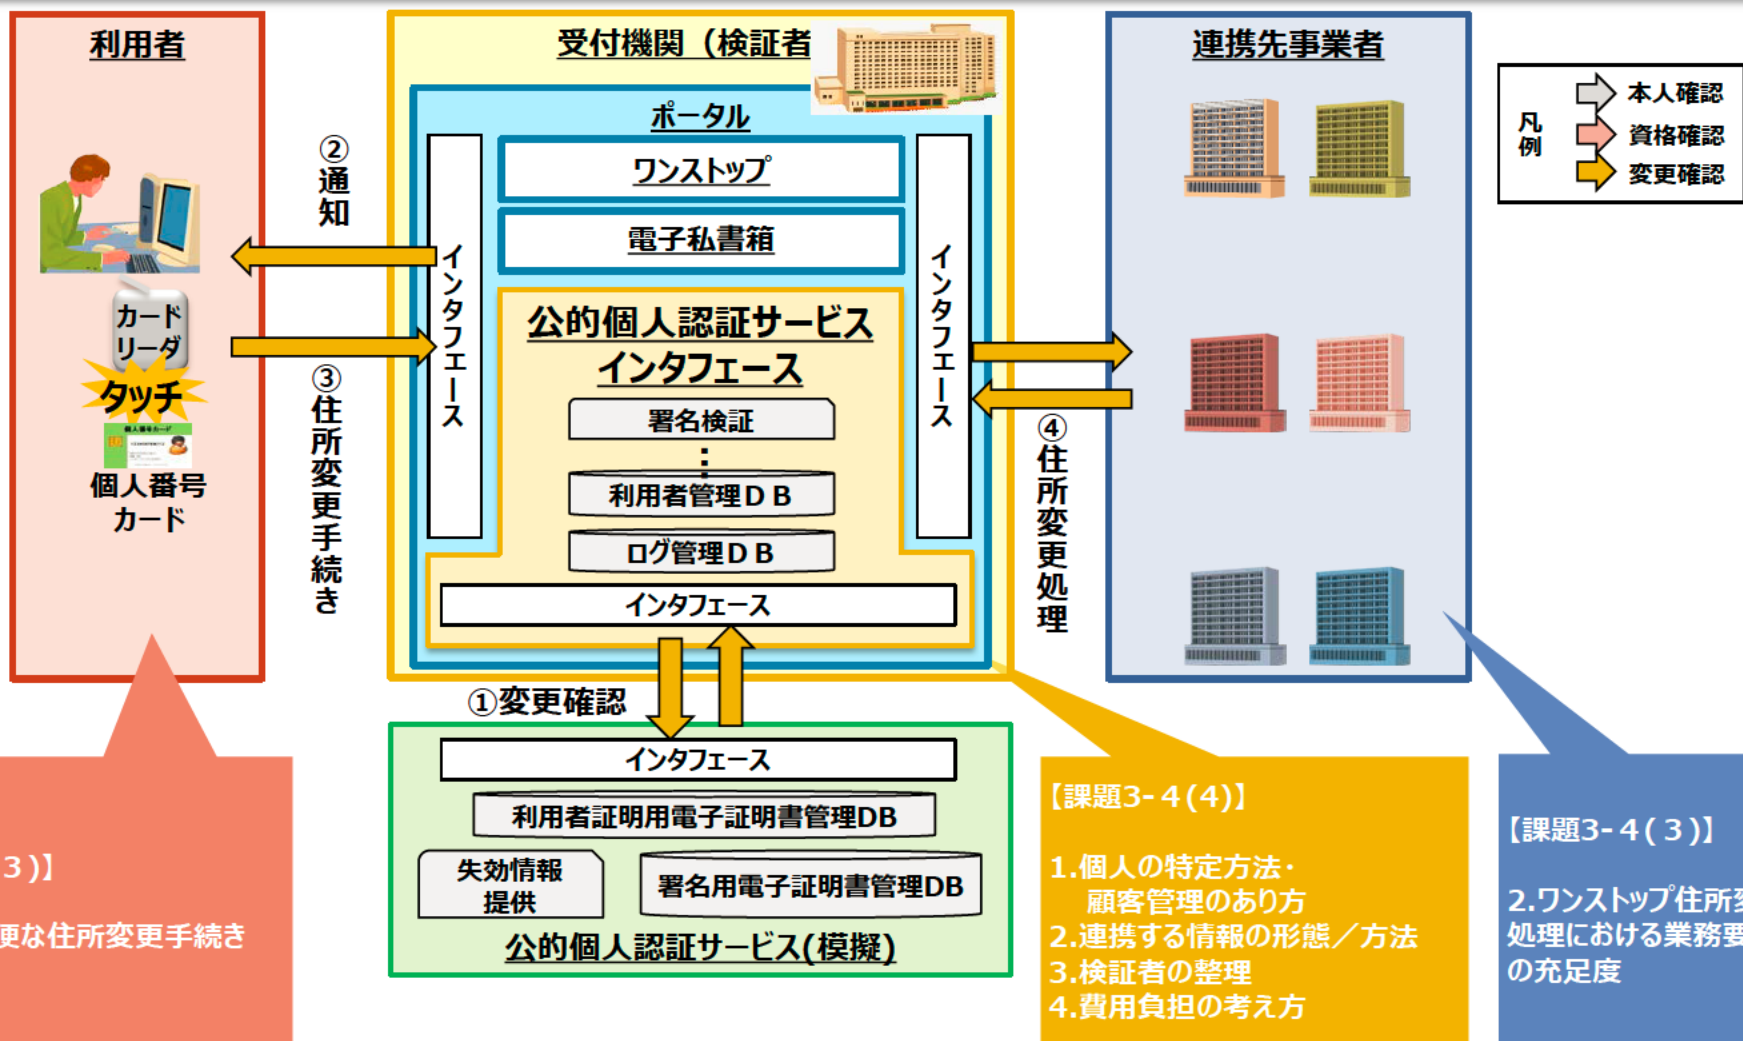 利用者
カード
リーダ
タッチ
個人番号カード
個人番号
カード
②通知
③住所変更手続き
受付機関（検証者
ポータル
ワンストップ
電子私書箱
インタフェース
インタフェース
公的個人認証サービス
インタフェース
署名検証
⋮
利用者管理ＤＢ
ログ管理ＤＢ
インタフェース
①変更確認
インタフェース
利用者証明用電子証明書管理DB
失効情報
提供
署名用電子証明書管理DB
公的個人認証サービス(模擬)
④住所変更処理
連携先事業者
凡例
本人確認
資格確認
変更確認
３)】
便な住所変更手続き
【課題3-４(4)】
1.個人の特定方法・
顧客管理のあり方
2.連携する情報の形態／方法
3.検証者の整理
4.費用負担の考え方
【課題3-４(３)】
2.ワンストップ住所変
処理における業務要
の充足度